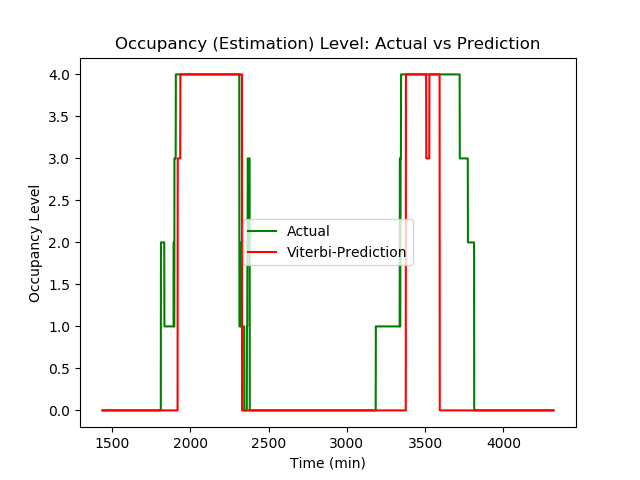 Occupancy (Estimation) Level: Actual vs Prediction
4.0
3.5
3.0
2.5
2.0
1.5
1.0
0.5
0.0
Occupancy Level
Actual
Viterbi-Prediction
1500 2000 2500 3000 3500 4000
Time (min)